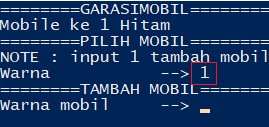 ========GARASIMOBIL========
Mobile ke 1 Hitam
========PILIH MOBIL========
NOTE : input 1 tambah mobil
Warna -->1
========TAMBAH MOBIL=======
Warna mobil --> _